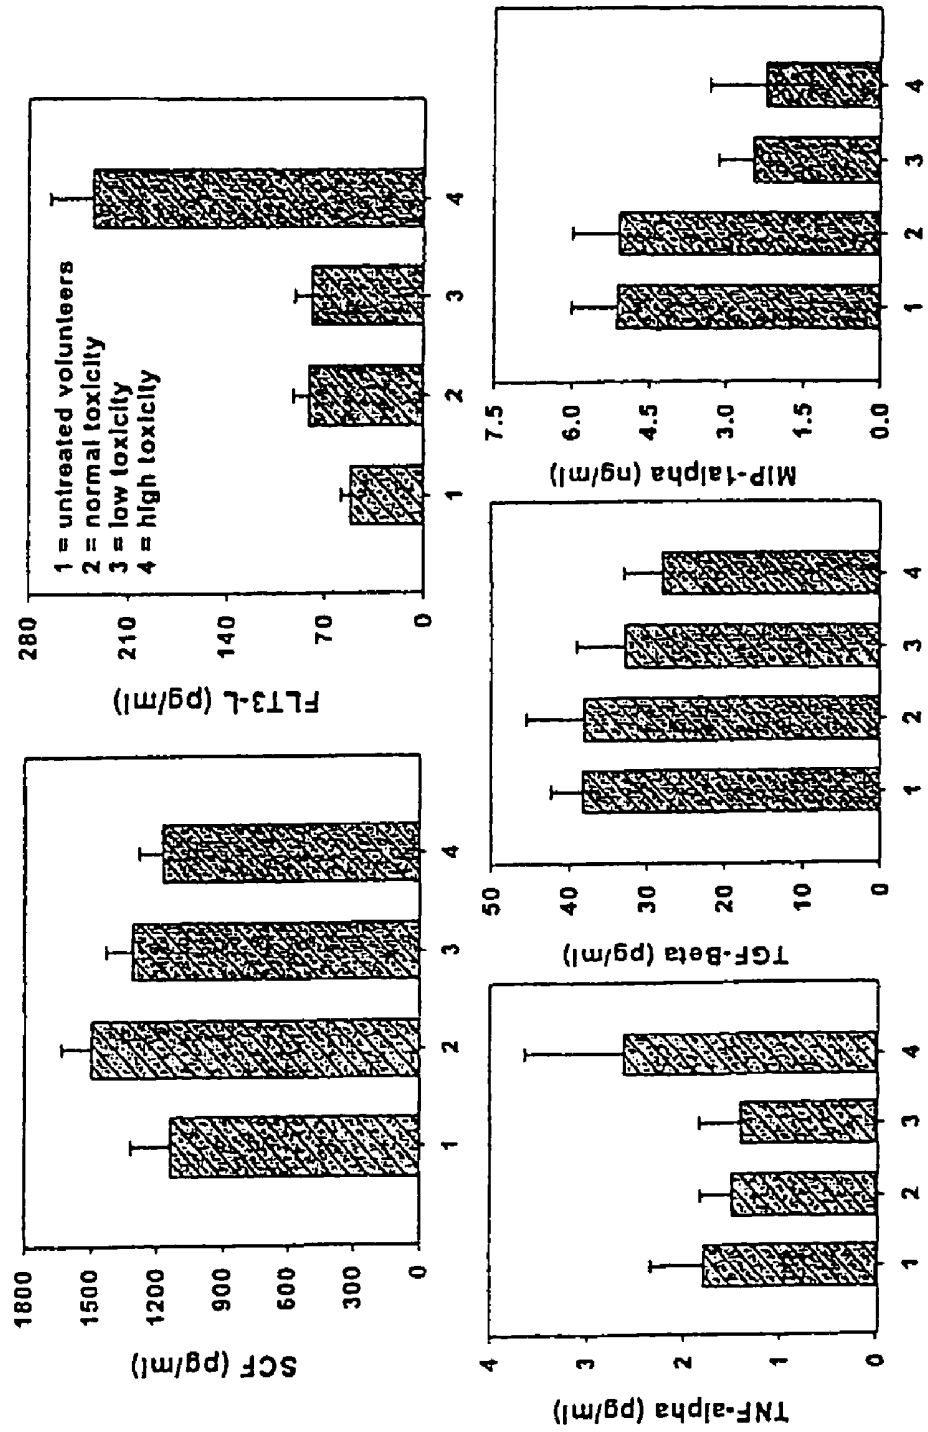 SCF (pg/ml)
1800
1500
1200
900
600
300
0
1 2 3 4
FLT3-L (pg/ml)
280
210
140
70
0
1 = untreated volunteers
2 = normal toxicity
3 = low toxicity
4 = high toxicity
1 2 3 4
TNF-alpha (pg/ml)
4
3
2
1
0
1 2 3 4
TGF-Beta (pg/ml)
50
40
30
20
10
0
1 2 3 4
MIP-1alpha (ng/ml)
7.5
6.0
4.5
3.0
1.5
0.0
1 2 3 4